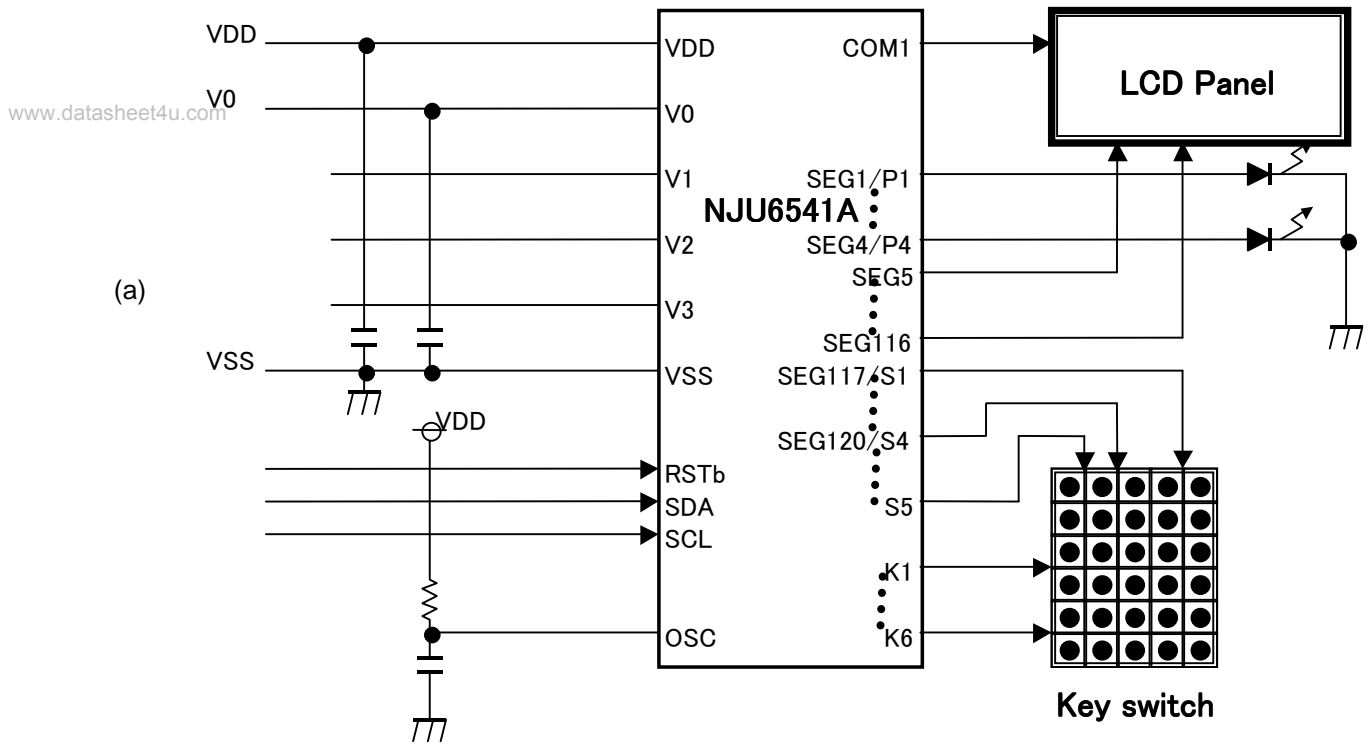 VDD
V0
www.datasheet4u.com
(a)
VSS
VDD
VDD
V0
V1
V2
V3
VSS
RSTb
SDA
SCL
OSC
NJU6541A
COM1
SEG1/P1
SEG4/P4
SEG5
SEG116
SEG117/S1
SEG120/S4
S5
K1
K6
LCD Panel
Key switch